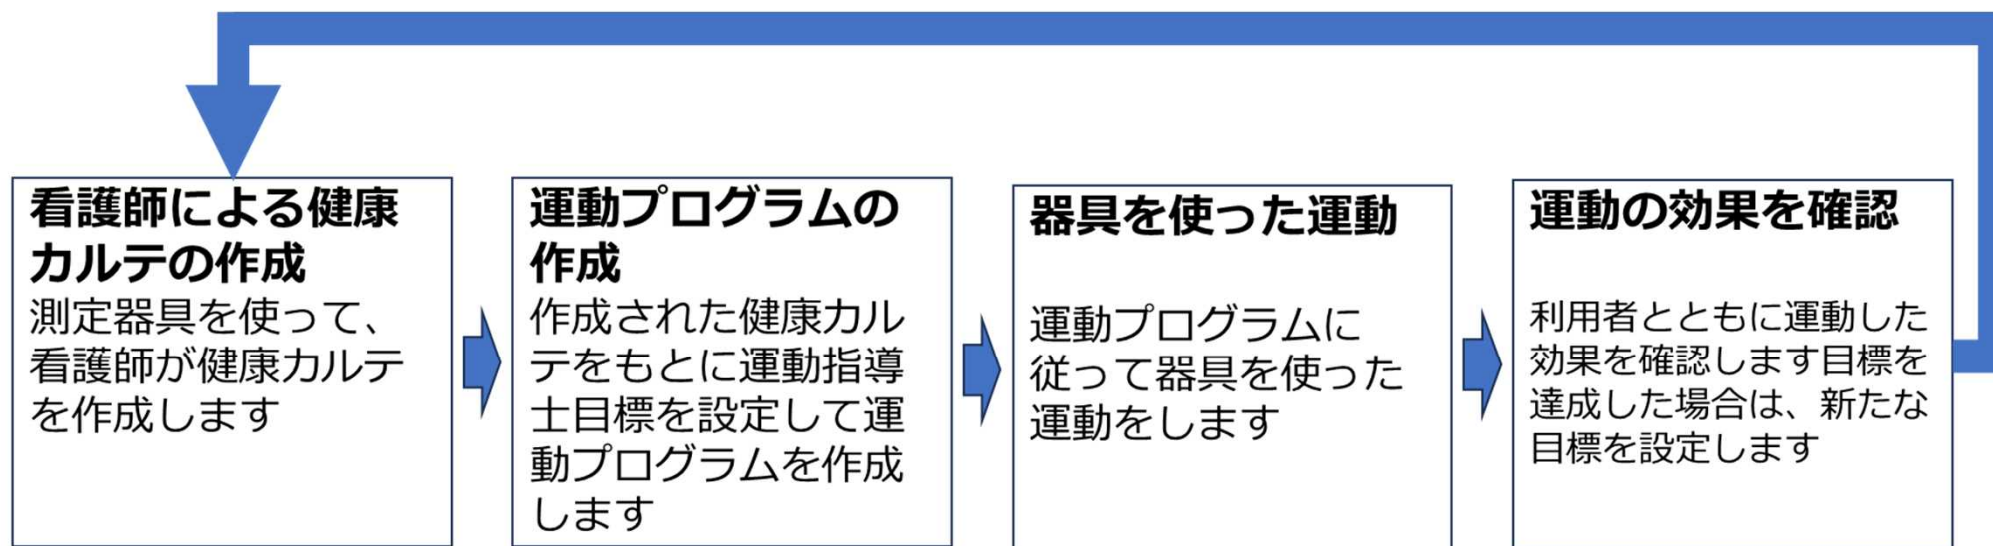 看護師による健康
カルテの作成
測定器具を使って、
看護師が健康カルテ
を作成します
運動プログラムの
作成
作成された健康カル
テをもとに運動指導
士目標を設定して運
動プログラムを作成
します
器具を使った運動
運動プログラムに
従って器具を使った
運動をします
運動の効果を確認
利用者とともに運動した
効果を確認します目標を
達成した場合は、新たな
目標を設定します